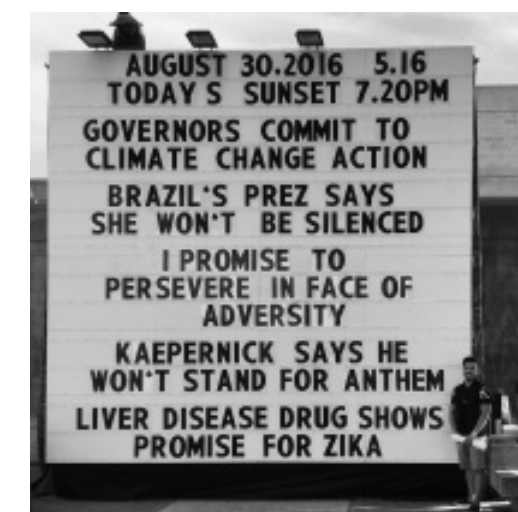 AUGUST 30.2016 5.16
TODAY S SUNSET 7.20PM
GOVERNORS COMMIT TO
CLIMATE CHANGE ACTION
BRAZIL'S PREZ SAYS
SHE WON'T BE SILENCED
I PROMISE TO
PERSEVERE IN FACE OF
ADVERSITY
KAEPERNICK SAYS HE
WON'T STAND FOR ANTHEM
LIVER DISEASE DRUG SHOWS
PROMISE FOR ZIKA